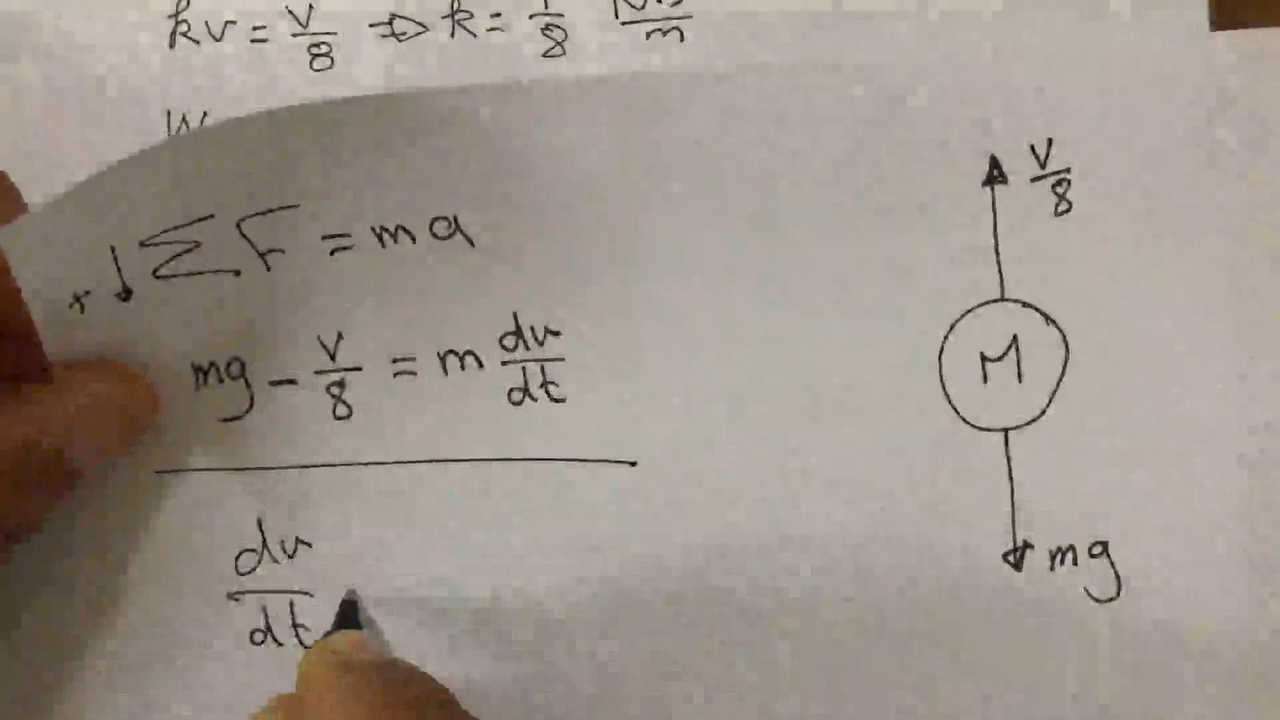 kv = v/8 ⇒ k = 1/8
W
+↓ ΣF = ma
mg - v/8 = m dv/dt
dv/dt
v/8
M
mg